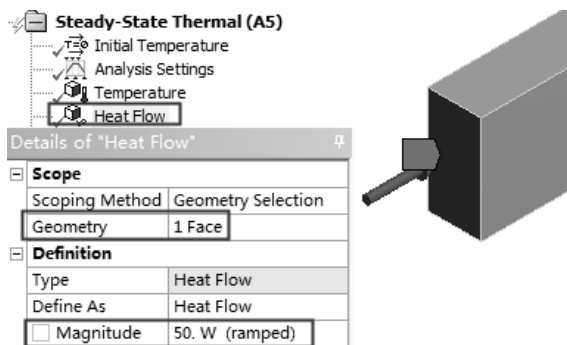 Steady-State Thermal (A5)
Initial Temperature
Analysis Settings
Temperature
Heat Flow
Details of "Heat Flow"
Scope
Scoping Method Geometry Selection
Geometry 1 Face
Definition
Type Heat Flow
Define As Heat Flow
Magnitude 50. W (ramped)